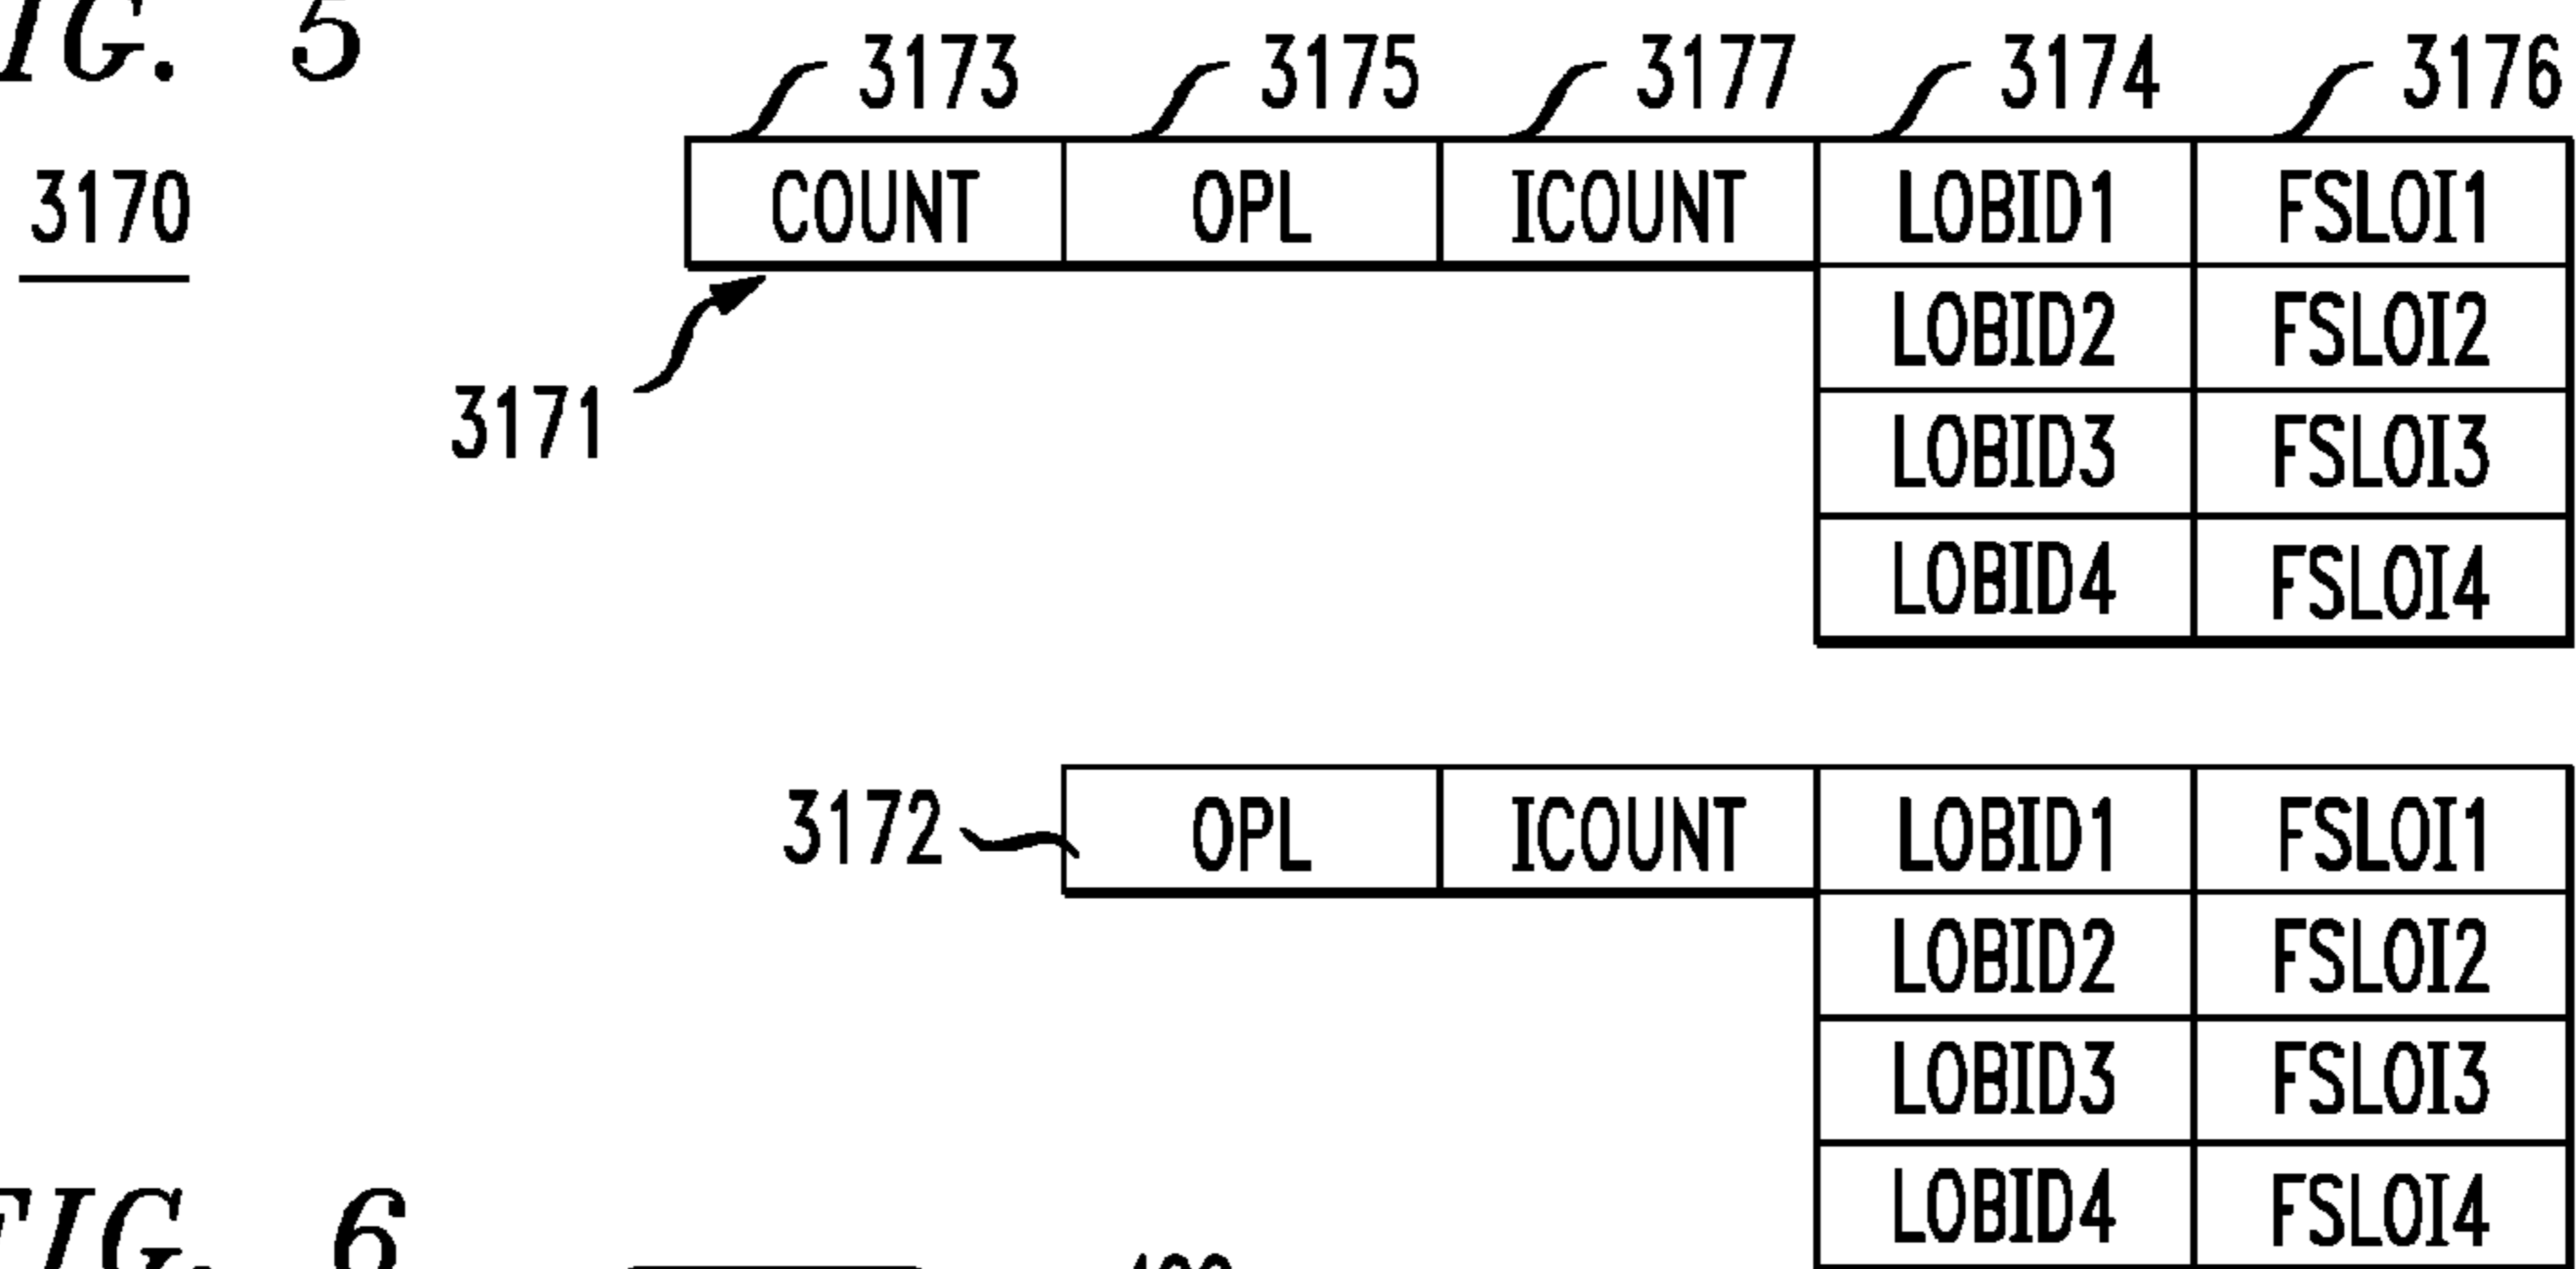 FIG. 5
3173 3175 3177 3174 3176
3170
COUNT OPL ICOUNT LOBID1 FSLOI1
LOBID2 FSLOI2
3171
LOBID3 FSLOI3
LOBID4 FSLOI4
3172
OPL ICOUNT LOBID1 FSLOI1
LOBID2 FSLOI2
LOBID3 FSLOI3
LOBID4 FSLOI4
FIG. 6